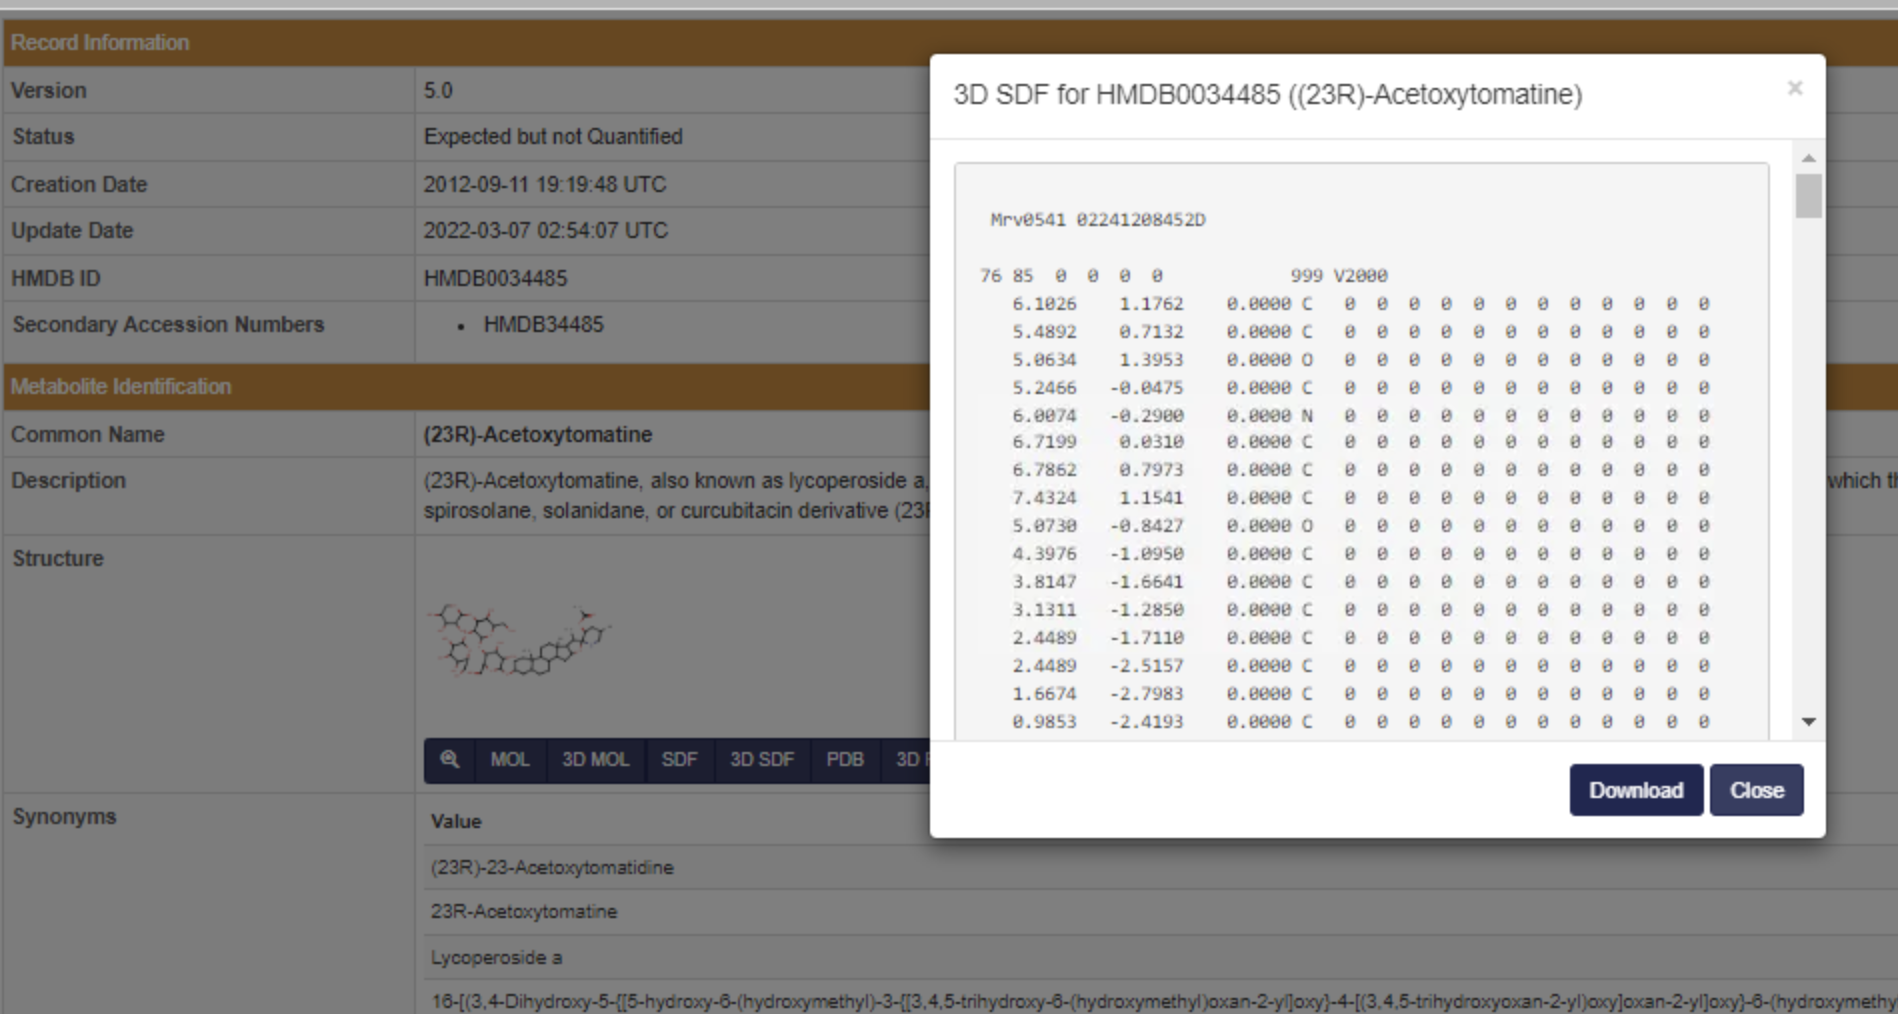 Record Information
Version 5.0
Status Expected but not Quantified
Creation Date 2012-09-11 19:19:48 UTC
Update Date 2022-03-07 02:54:07 UTC
HMDB ID HMDB0034485
Secondary Accession Numbers • HMDB34485
Metabolite Identification
Common Name (23R)-Acetoxytomatine
Description (23R)-Acetoxytomatine, also known as lycoperoside a, which th
spirosolane, solanidane, or curcubitacin derivative (23
Structure
MOL 3D MOL SDF 3D SDF PDB 3D
Synonyms Value
(23R)-23-Acetoxytomatidine
23R-Acetoxytomatine
Lycoperoside a
16-[(3,4-Dihydroxy-5-{[5-hydroxy-6-(hydroxymethyl)-3-{[3,4,5-trihydroxy-6-(hydroxymethyl)oxan-2-yl]oxy}-4-[(3,4,5-trihydroxyoxan-2-yl)oxy]oxan-2-yl]oxy}-6-(hydroxymethy
3D SDF for HMDB0034485 ((23R)-Acetoxytomatine) ×
Mrv0541 02241208452D
76 85 0 0 0 0 999 V2000
6.1026 1.1762 0.0000 C 0 0 0 0 0 0 0 0 0 0 0 0
5.4892 0.7132 0.0000 C 0 0 0 0 0 0 0 0 0 0 0 0
5.0634 1.3953 0.0000 O 0 0 0 0 0 0 0 0 0 0 0 0
5.2466 -0.0475 0.0000 C 0 0 0 0 0 0 0 0 0 0 0 0
6.0074 -0.2900 0.0000 N 0 0 0 0 0 0 0 0 0 0 0 0
6.7199 0.0310 0.0000 C 0 0 0 0 0 0 0 0 0 0 0 0
6.7862 0.7973 0.0000 C 0 0 0 0 0 0 0 0 0 0 0 0
7.4324 1.1541 0.0000 C 0 0 0 0 0 0 0 0 0 0 0 0
5.0730 -0.8427 0.0000 O 0 0 0 0 0 0 0 0 0 0 0 0
4.3976 -1.0950 0.0000 C 0 0 0 0 0 0 0 0 0 0 0 0
3.8147 -1.6641 0.0000 C 0 0 0 0 0 0 0 0 0 0 0 0
3.1311 -1.2850 0.0000 C 0 0 0 0 0 0 0 0 0 0 0 0
2.4489 -1.7110 0.0000 C 0 0 0 0 0 0 0 0 0 0 0 0
2.4489 -2.5157 0.0000 C 0 0 0 0 0 0 0 0 0 0 0 0
1.6674 -2.7983 0.0000 C 0 0 0 0 0 0 0 0 0 0 0 0
0.9853 -2.4193 0.0000 C 0 0 0 0 0 0 0 0 0 0 0 0
Download Close